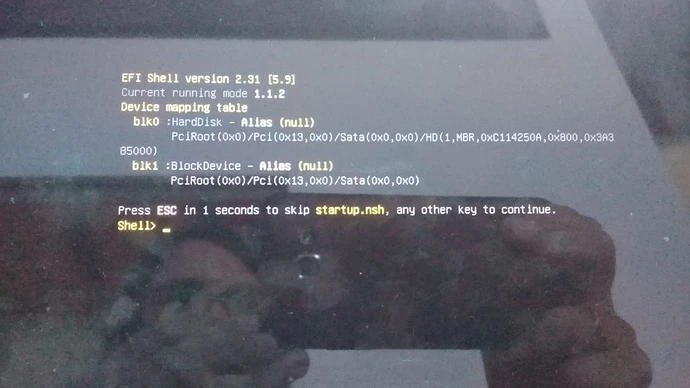 EFI Shell version 2.31 [5.9]
Current running mode 1.1.2
Device mapping table
blk0 :HardDisk - Alias (null)
PciRoot(0x0)/Pci(0x13,0x0)/Sata(0x0,0x0)/HD(1,MBR,0xC114250A,0x800,0x3A3
85000)
blk1 :BlockDevice - Alias (null)
PciRoot(0x0)/Pci(0x13,0x0)/Sata(0x0,0x0)
Press ESC in 1 seconds to skip startup.nsh, any other key to continue.
Shell> _